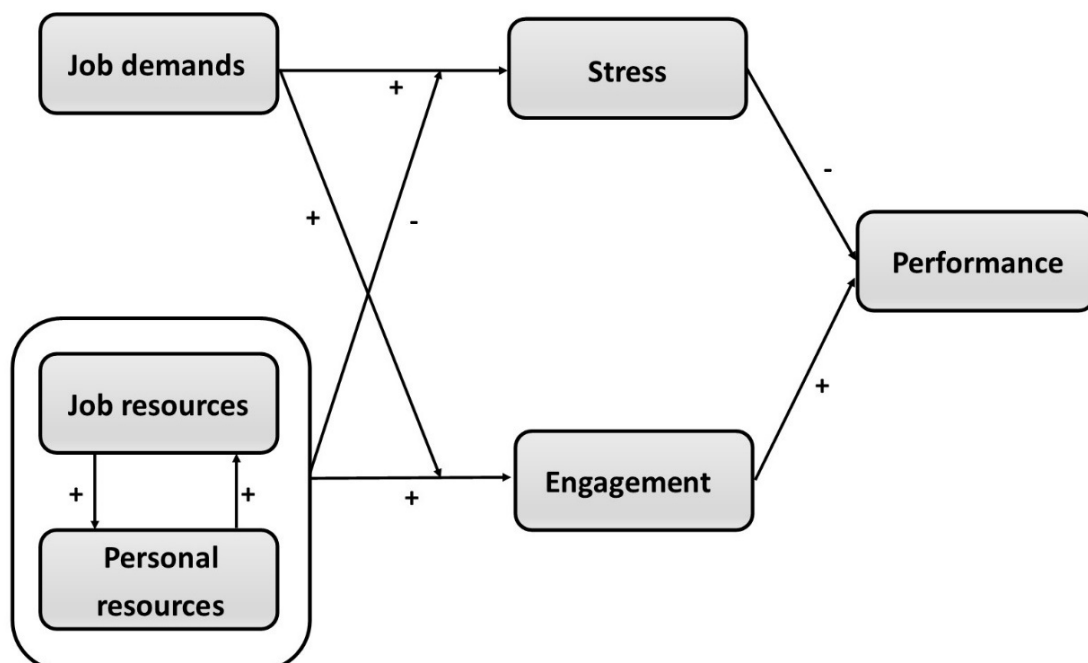 Job demands
Stress
+
+
-
-
Performance
Job resources
+
+
+
+
Engagement
Personal
resources